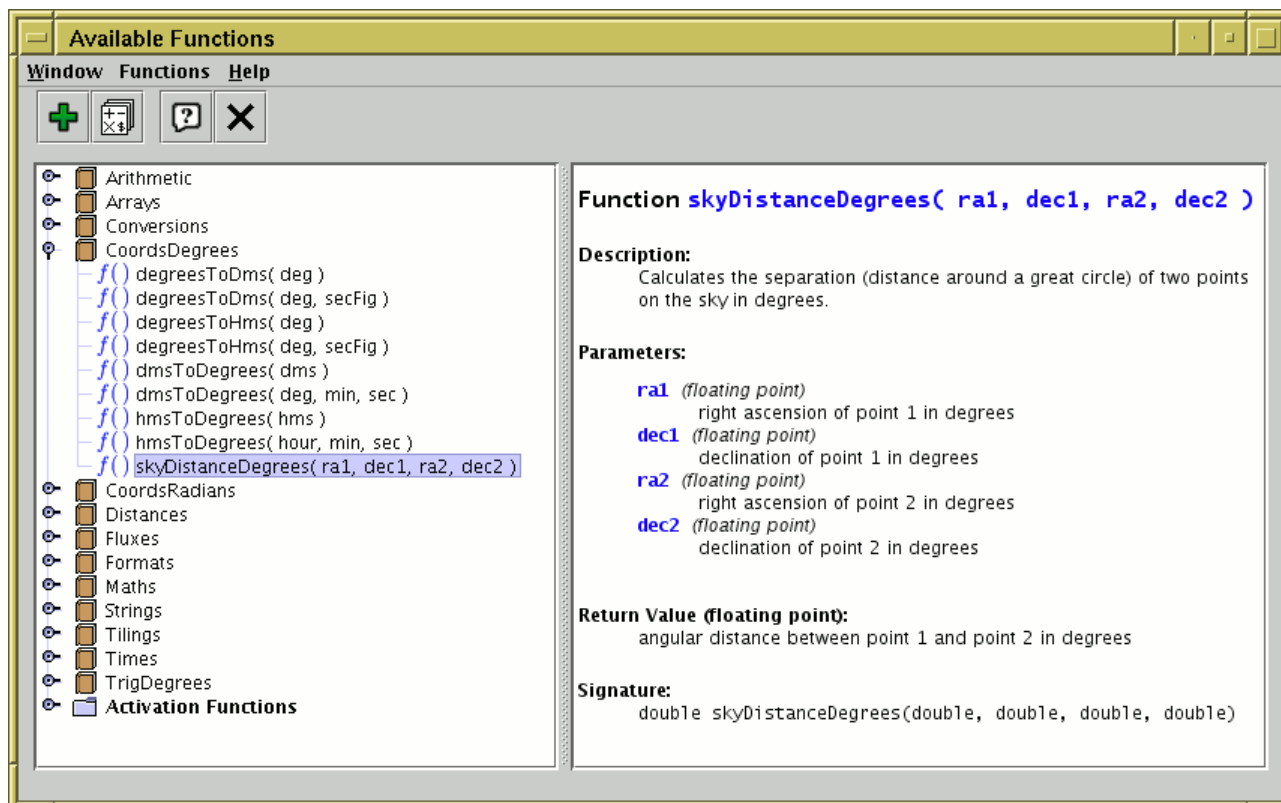 Available Functions
Window Functions Help
Arithmetic
Arrays
Conversions
CoordsDegrees
f() degreesToDms( deg )
f() degreesToDms( deg, secFig )
f() degreesToHms( deg )
f() degreesToHms( deg, secFig )
f() dmsToDegrees( dms )
f() dmsToDegrees( deg, min, sec )
f() hmsToDegrees( hms )
f() hmsToDegrees( hour, min, sec )
f() skyDistanceDegrees( ra1, dec1, ra2, dec2 )
CoordsRadians
Distances
Fluxes
Formats
Maths
Strings
Tilings
Times
TrigDegrees
Activation Functions
Function skyDistanceDegrees( ra1, dec1, ra2, dec2 )
Description:
Calculates the separation (distance around a great circle) of two points
on the sky in degrees.
Parameters:
ra1 (floating point)
right ascension of point 1 in degrees
dec1 (floating point)
declination of point 1 in degrees
ra2 (floating point)
right ascension of point 2 in degrees
dec2 (floating point)
declination of point 2 in degrees
Return Value (floating point):
angular distance between point 1 and point 2 in degrees
Signature:
double skyDistanceDegrees(double, double, double, double)